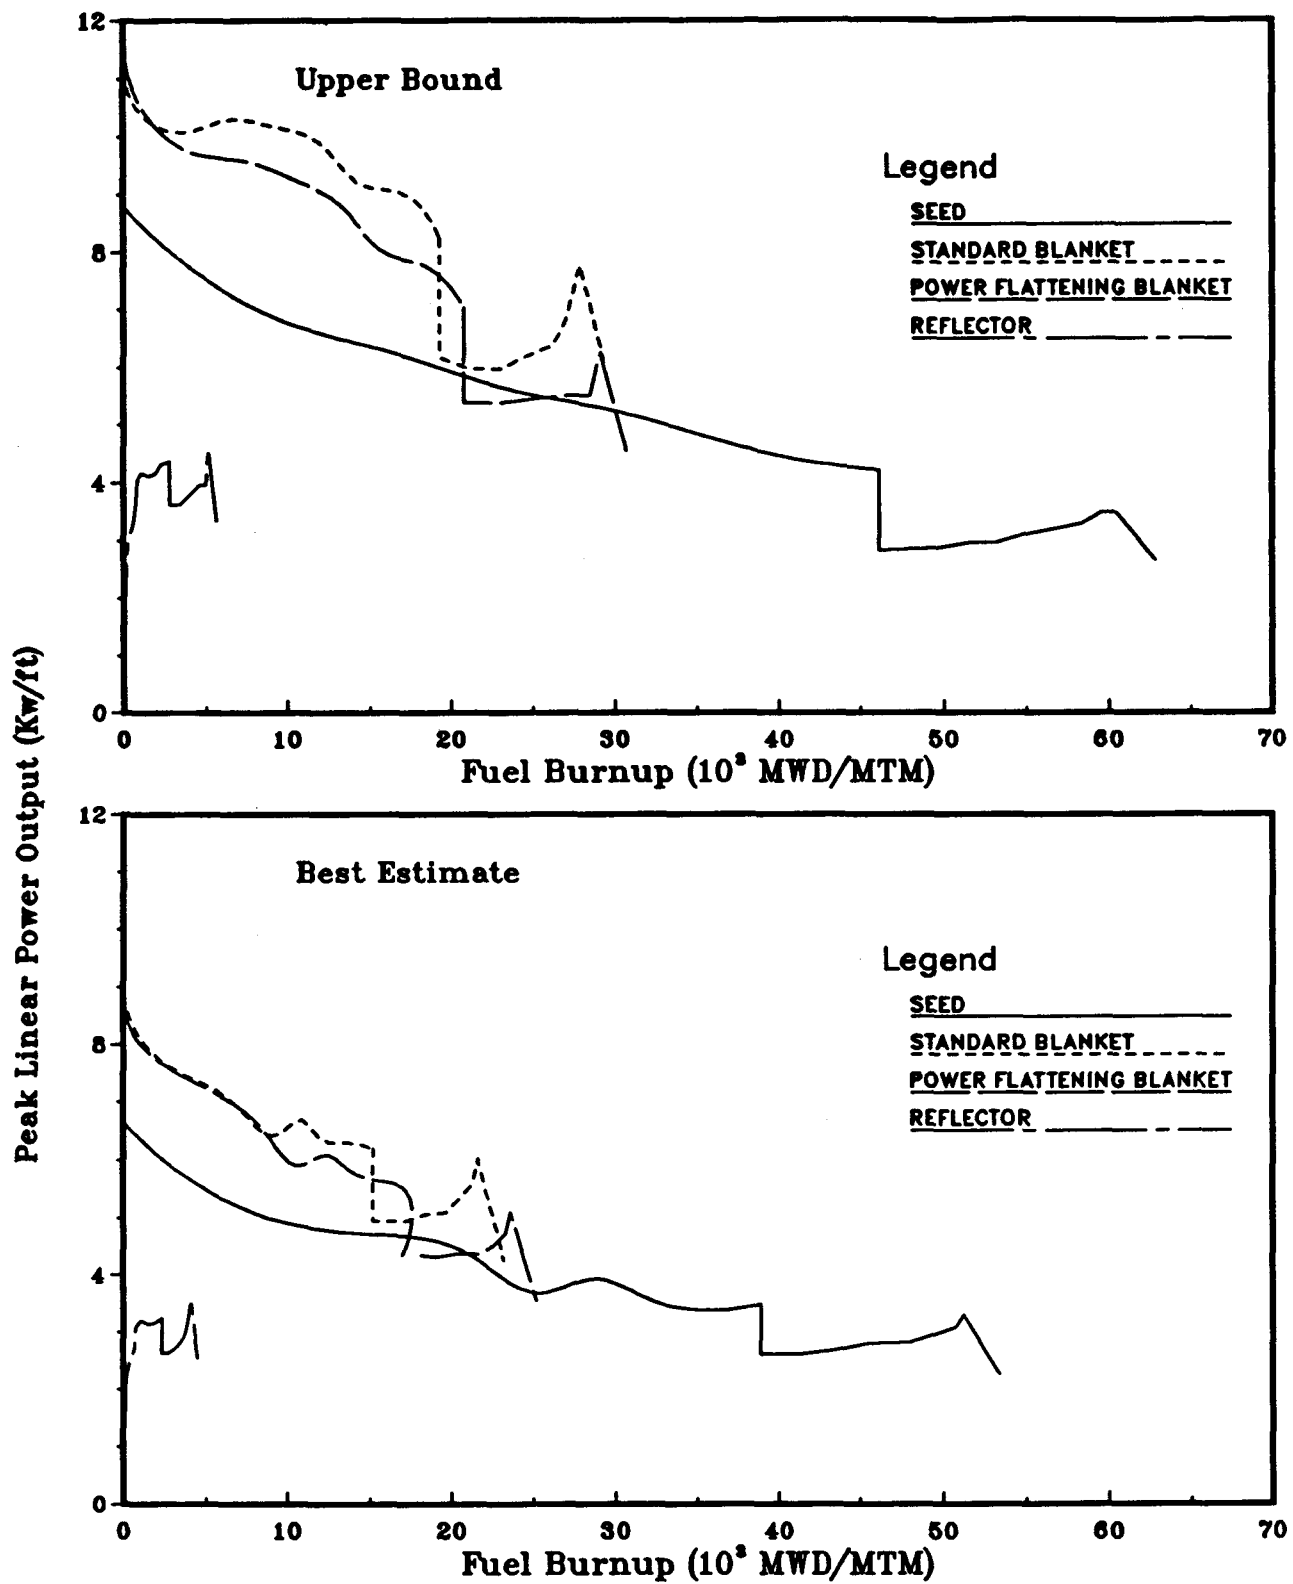 12
Upper Bound
Legend
SEED
8
STANDARD BLANKET
POWER FLATTENING BLANKET
REFLECTOR
4
0
0 10 20 30 40 50 60 70
Fuel Burnup (10³ MWD/MTM)
Peak Linear Power Output (Kw/ft)
12
Best Estimate
Legend
SEED
8
STANDARD BLANKET
POWER FLATTENING BLANKET
REFLECTOR
4
0
0 10 20 30 40 50 60 70
Fuel Burnup (10³ MWD/MTM)